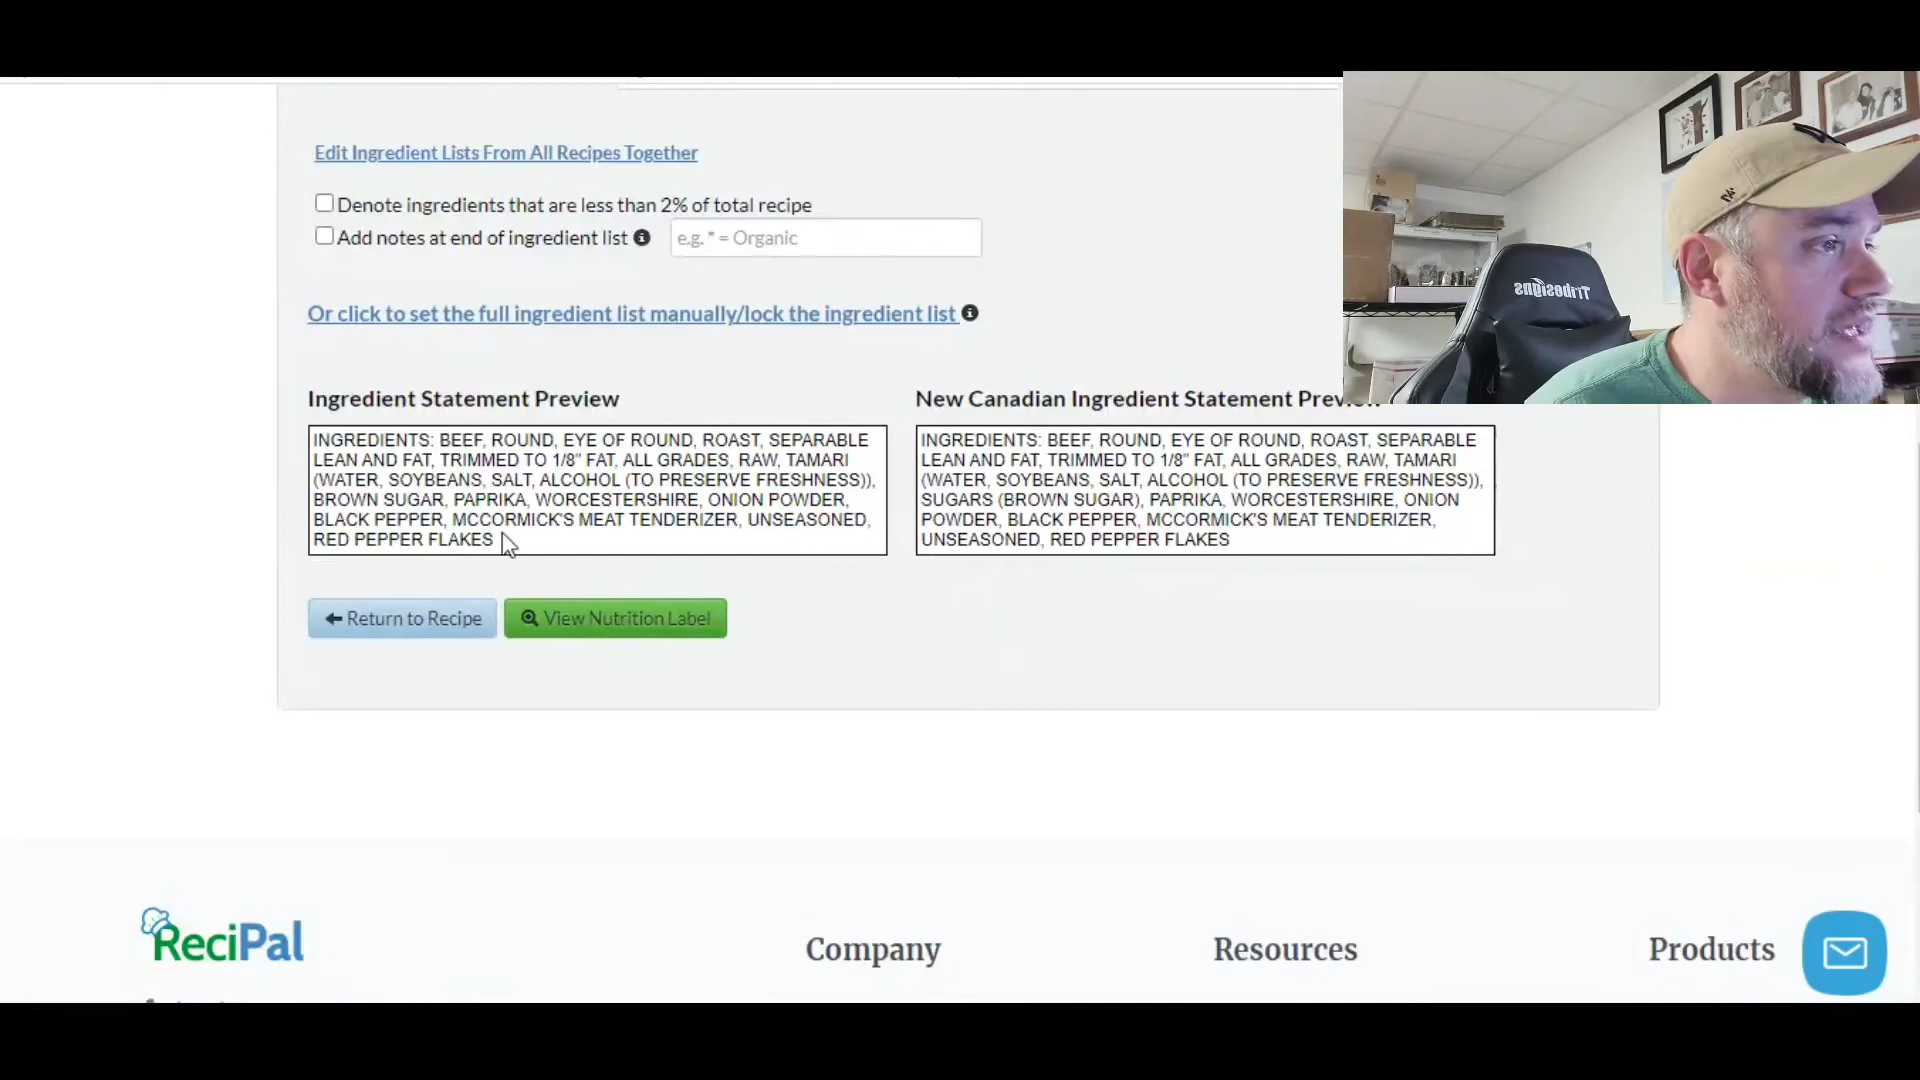 Edit Ingredient Lists From All Recipes Together
Denote ingredients that are less than 2% of total recipe
Add notes at end of ingredient list
e.g. * = Organic
Or click to set the full ingredient list manually/lock the ingredient list
Ingredient Statement Preview
INGREDIENTS: BEEF, ROUND, EYE OF ROUND, ROAST, SEPARABLE
LEAN AND FAT, TRIMMED TO 1/8" FAT, ALL GRADES, RAW, TAMARI
(WATER, SOYBEANS, SALT, ALCOHOL (TO PRESERVE FRESHNESS)),
BROWN SUGAR, PAPRIKA, WORCESTERSHIRE, ONION POWDER,
BLACK PEPPER, MCCORMICK'S MEAT TENDERIZER, UNSEASONED,
RED PEPPER FLAKES
New Canadian Ingredient Statement
INGREDIENTS: BEEF, ROUND, EYE OF ROUND, ROAST, SEPARABLE
LEAN AND FAT, TRIMMED TO 1/8" FAT, ALL GRADES, RAW, TAMARI
(WATER, SOYBEANS, SALT, ALCOHOL (TO PRESERVE FRESHNESS)),
SUGARS (BROWN SUGAR), PAPRIKA, WORCESTERSHIRE, ONION
POWDER, BLACK PEPPER, MCCORMICK'S MEAT TENDERIZER,
UNSEASONED, RED PEPPER FLAKES
Return to Recipe
View Nutrition Label
Tribesigns
ReciPal
Company
Resources
Products